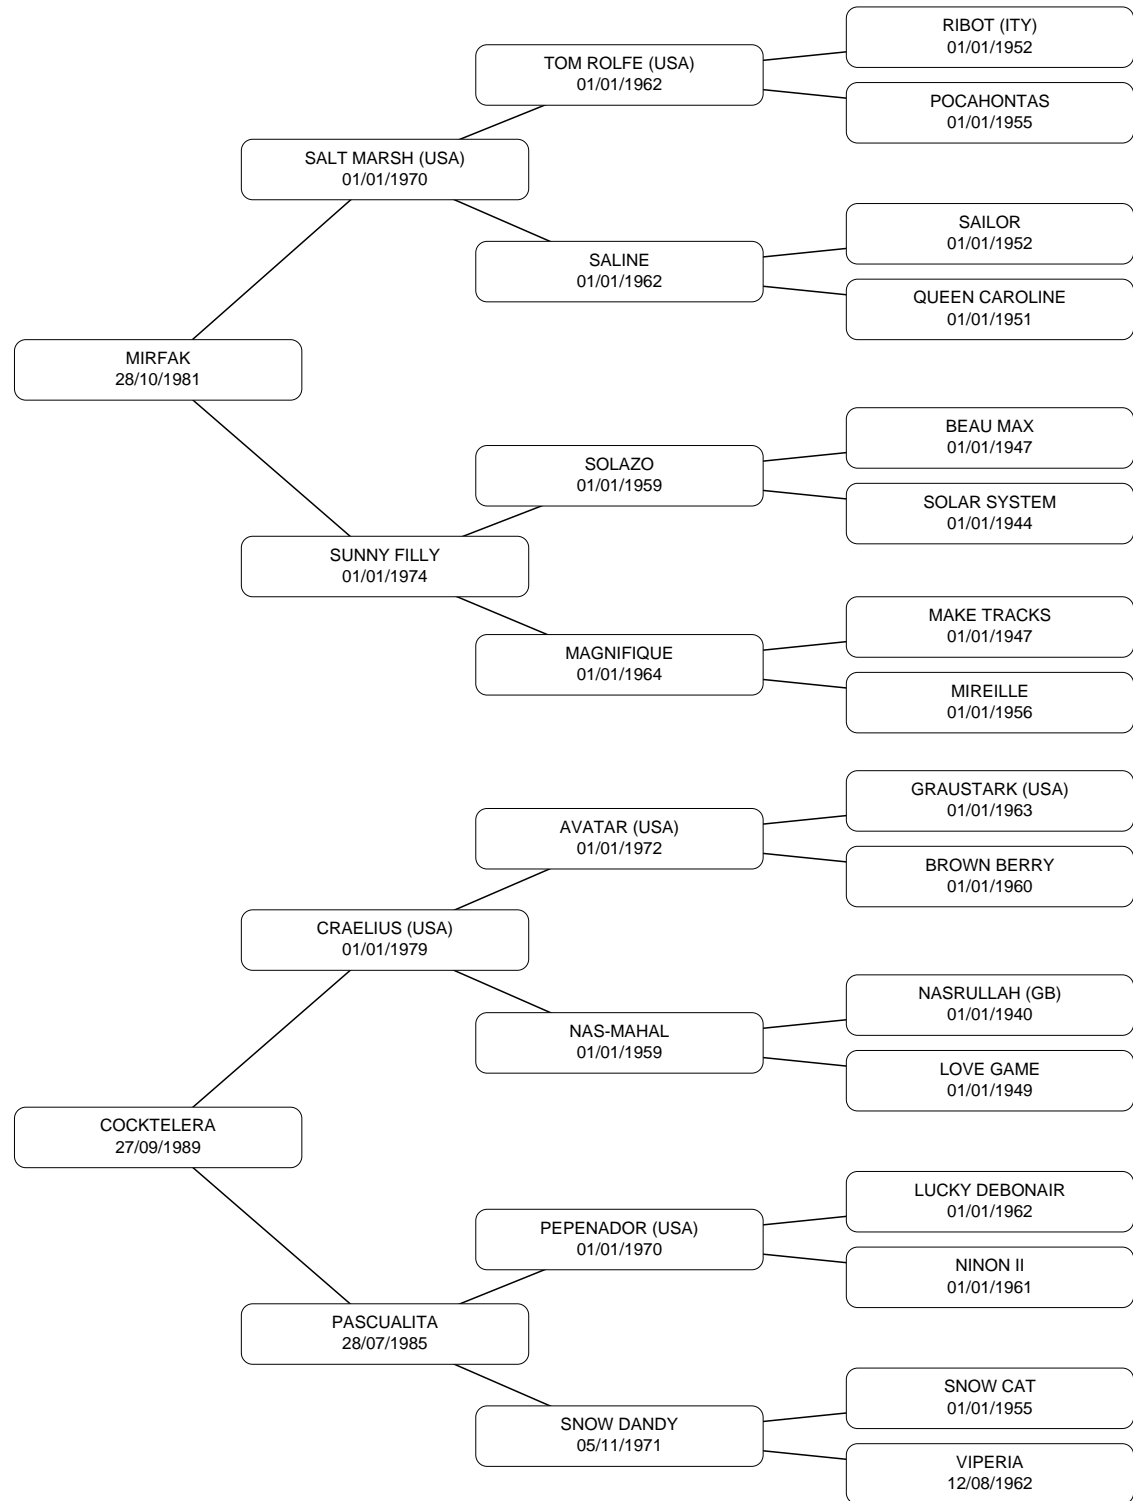 RIBOT (ITY)
01/01/1952
TOM ROLFE (USA)
01/01/1962
POCAHONTAS
01/01/1955
SALT MARSH (USA)
01/01/1970
SAILOR
01/01/1952
SALINE
01/01/1962
QUEEN CAROLINE
01/01/1951
MIRFAK
28/10/1981
BEAU MAX
01/01/1947
SOLAZO
01/01/1959
SOLAR SYSTEM
01/01/1944
SUNNY FILLY
01/01/1974
MAKE TRACKS
01/01/1947
MAGNIFIQUE
01/01/1964
MIREILLE
01/01/1956
GRAUSTARK (USA)
01/01/1963
AVATAR (USA)
01/01/1972
BROWN BERRY
01/01/1960
CRAELIUS (USA)
01/01/1979
NASRULLAH (GB)
01/01/1940
NAS-MAHAL
01/01/1959
LOVE GAME
01/01/1949
COCKTELERA
27/09/1989
LUCKY DEBONAIR
01/01/1962
PEPENADOR (USA)
01/01/1970
NINON II
01/01/1961
PASCUALITA
28/07/1985
SNOW CAT
01/01/1955
SNOW DANDY
05/11/1971
VIPERIA
12/08/1962